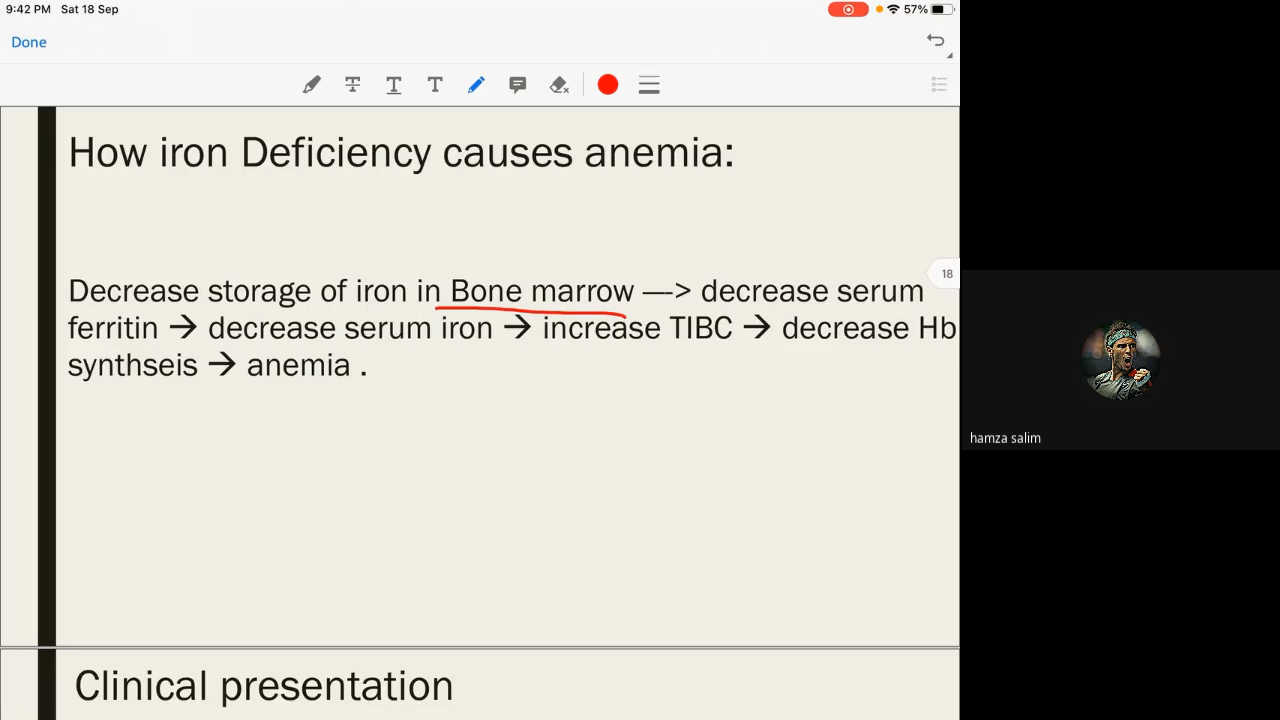 9:42 PM Sat 18 Sep
57%
Done
How iron Deficiency causes anemia:
Decrease storage of iron in Bone marrow —-> decrease serum
ferritin → decrease serum iron → increase TIBC → decrease Hb
synthseis → anemia .
18
hamza salim
Clinical presentation